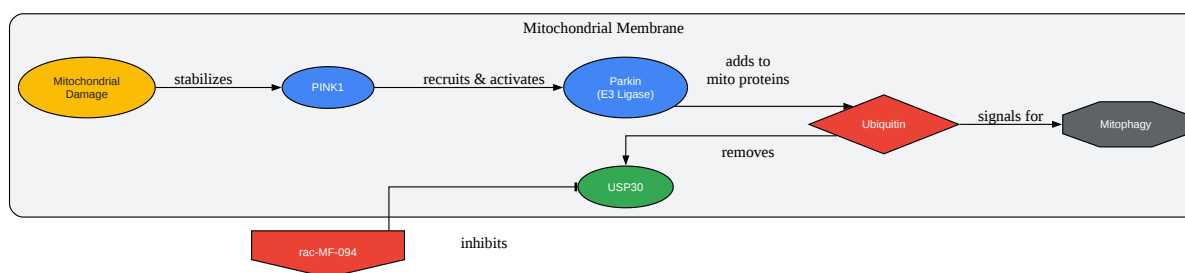 Mitochondrial Membrane
Mitochondrial
Damage
stabilizes
PINK1
recruits & activates
Parkin
(E3 Ligase)
adds to
mito proteins
Ubiquitin
signals for
Mitophagy
removes
USP30
rac-MF-094
inhibits